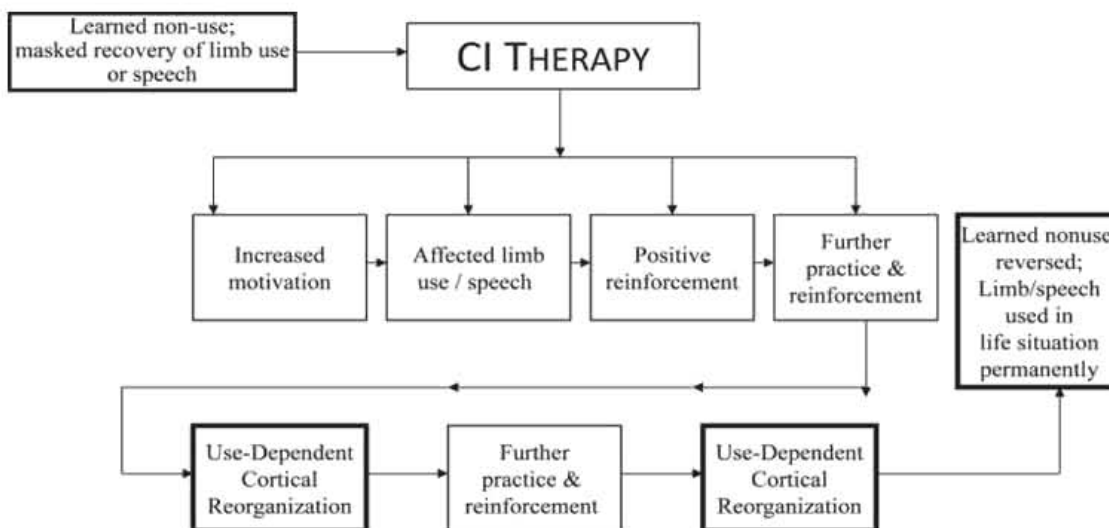 Learned non-use;
masked recovery of limb use
or speech
CI THERAPY
Increased
motivation
Affected limb
use / speech
Positive
reinforcement
Further
practice &
reinforcement
Learned nonuse
reversed;
Limb/speech
used in
life situation
permanently
Use-Dependent
Cortical
Reorganization
Further
practice &
reinforcement
Use-Dependent
Cortical
Reorganization